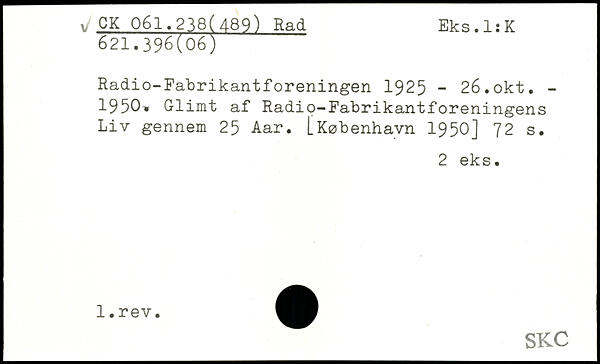 √ CK 061.238(489) Rad Eks.1:K
621.396(06)
Radio-Fabrikantforeningen 1925 - 26.okt. -
1950. Glimt af Radio-Fabrikantforeningens
Liv gennem 25 Aar. [København 1950] 72 s.
2 eks.
1.rev.
SKC